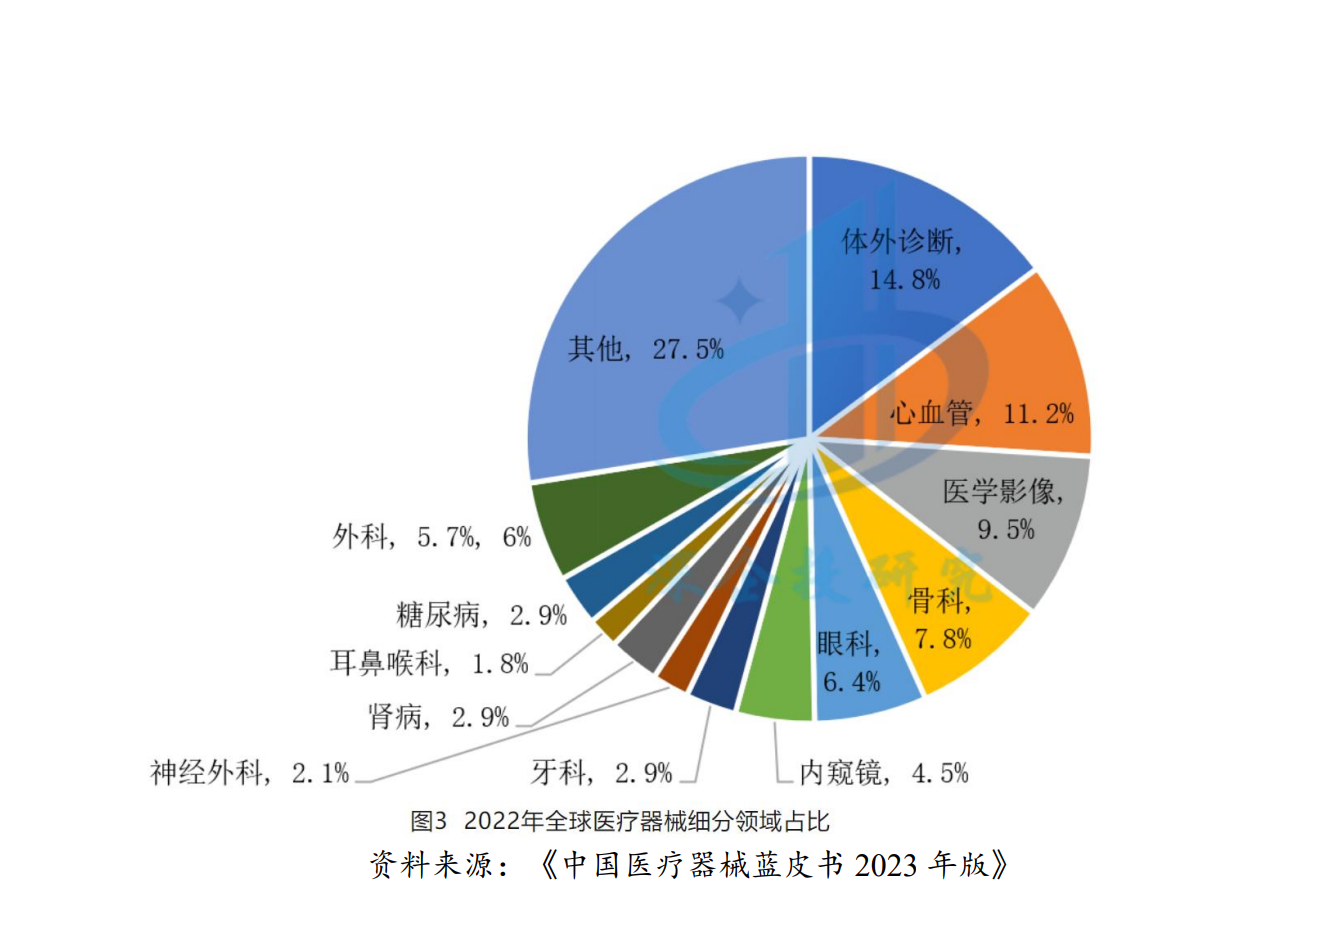 体外诊断,
14.8%
心血管, 11.2%
医学影像,
9.5%
骨科,
7.8%
眼科,
6.4%
内窥镜, 4.5%
牙科, 2.9%
神经外科, 2.1%
肾病, 2.9%
耳鼻喉科, 1.8%
糖尿病, 2.9%
外科, 5.7%, 6%
其他, 27.5%
图3 2022年全球医疗器械细分领域占比
资料来源：《中国医疗器械蓝皮书 2023 年版》